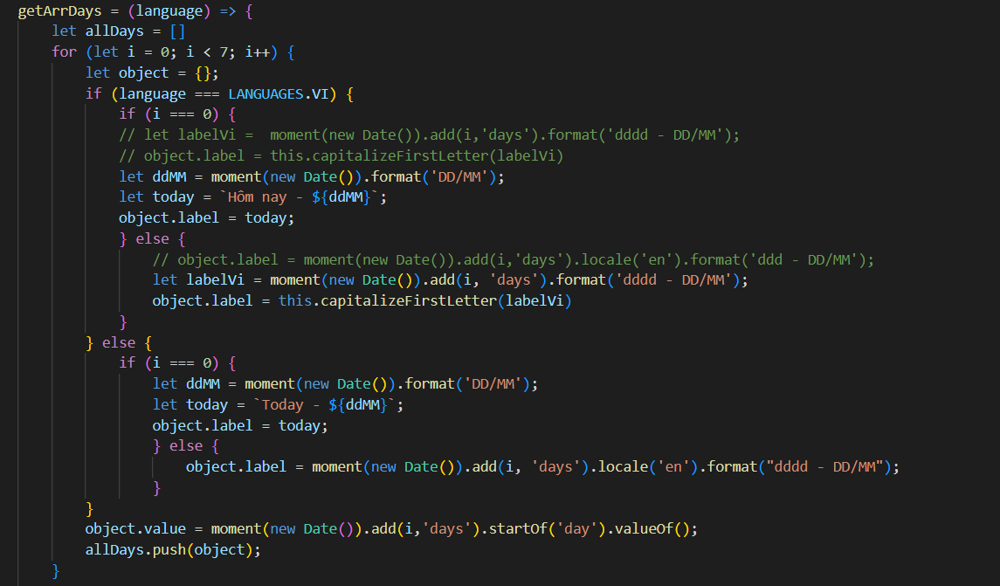 getArrDays = (language) => {
let allDays = []
for (let i = 0; i < 7; i++) {
let object = {};
if (language === LANGUAGES.VI) {
if (i === 0) {
// let labelVi =  moment(new Date()).add(i,'days').format('dddd - DD/MM');
// object.label = this.capitalizeFirstLetter(labelVi)
let ddMM = moment(new Date()).format('DD/MM');
let today = `Hôm nay - ${ddMM}`;
object.label = today;
} else {
// object.label = moment(new Date()).add(i,'days').locale('en').format('ddd - DD/MM');
let labelVi = moment(new Date()).add(i, 'days').format('dddd - DD/MM');
object.label = this.capitalizeFirstLetter(labelVi)
}
} else {
if (i === 0) {
let ddMM = moment(new Date()).format('DD/MM');
let today = `Today - ${ddMM}`;
object.label = today;
} else {
object.label = moment(new Date()).add(i, 'days').locale('en').format("dddd - DD/MM");
}
}
object.value = moment(new Date()).add(i,'days').startOf('day').valueOf();
allDays.push(object);
}